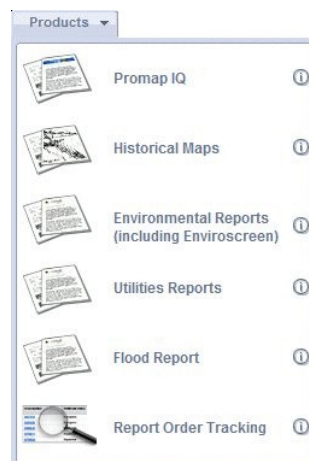 Products
Promap IQ
Historical Maps
Environmental Reports
(including Enviroscreen)
Utilities Reports
Flood Report
Report Order Tracking